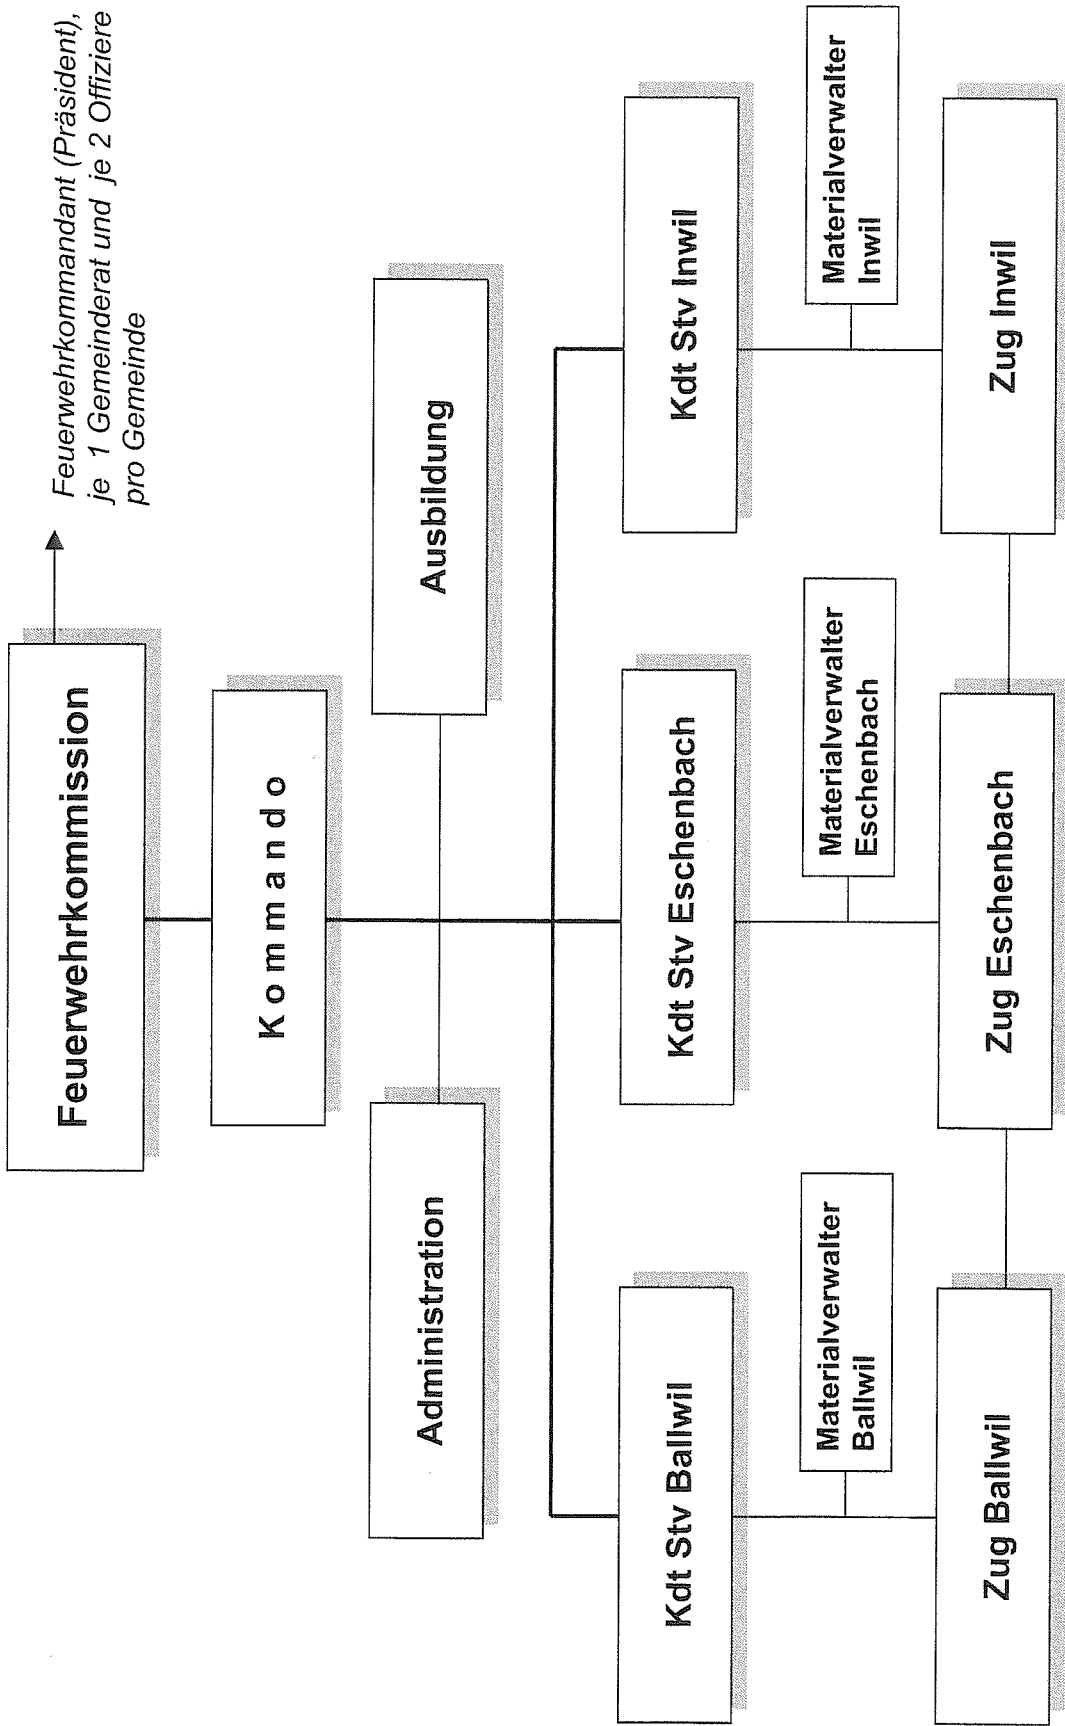 Feuerwehrkommission
Feuerwehrkommandant (Präsident),
je 1 Gemeinderat und je 2 Offiziere
pro Gemeinde
Kommando
Administration
Ausbildung
Kdt Stv Ballwil
Kdt Stv Eschenbach
Kdt Stv Inwil
Materialverwalter
Ballwil
Materialverwalter
Eschenbach
Materialverwalter
Inwil
Zug Ballwil
Zug Eschenbach
Zug Inwil